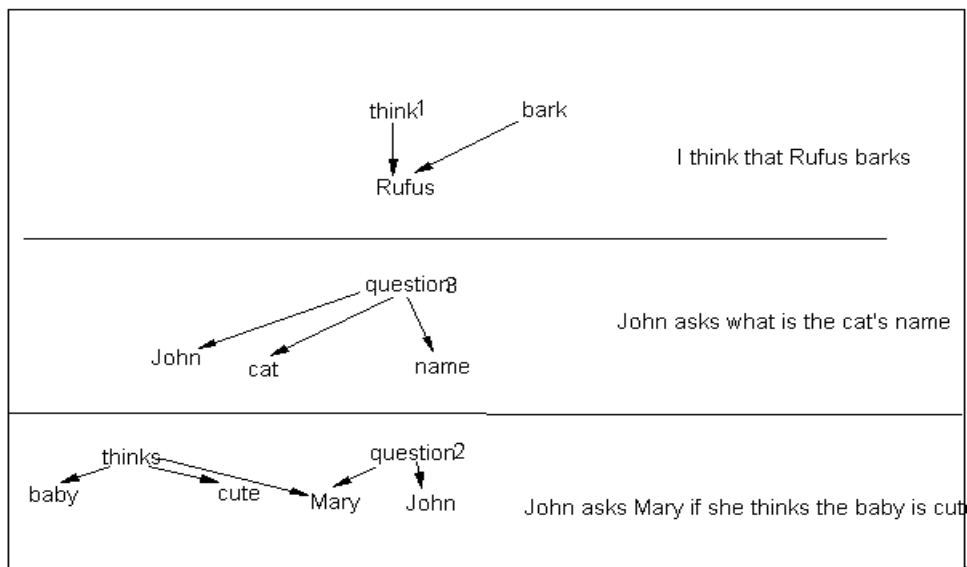 think1
bark
I think that Rufus barks
Rufus
question3
John asks what is the cat's name
John
cat
name
thinks
question2
baby
cute
Mary
John
John asks Mary if she thinks the baby is cute